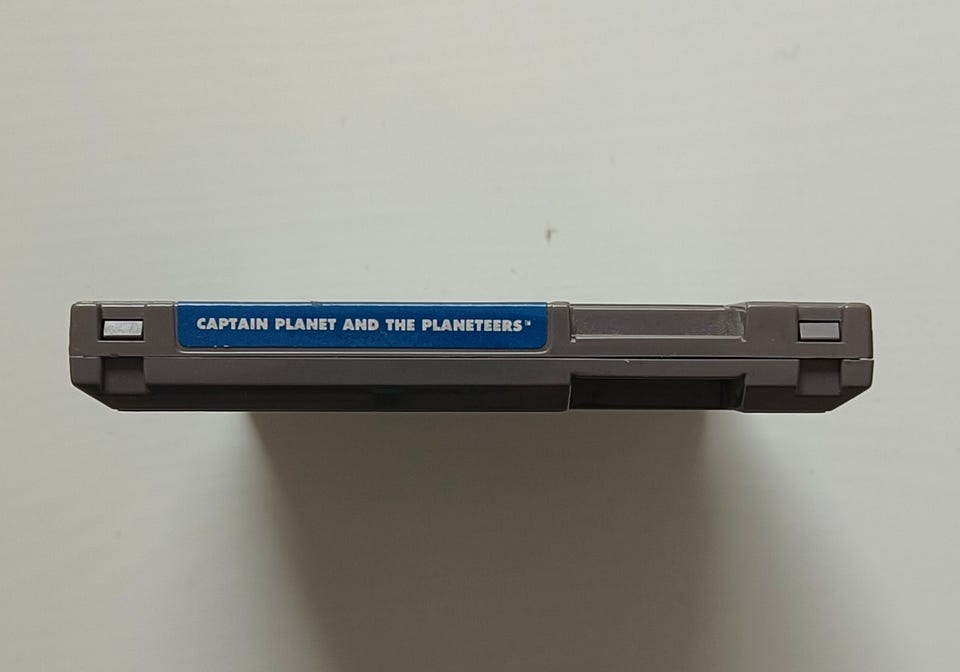 CAPTAIN PLANET AND THE PLANETEERS™